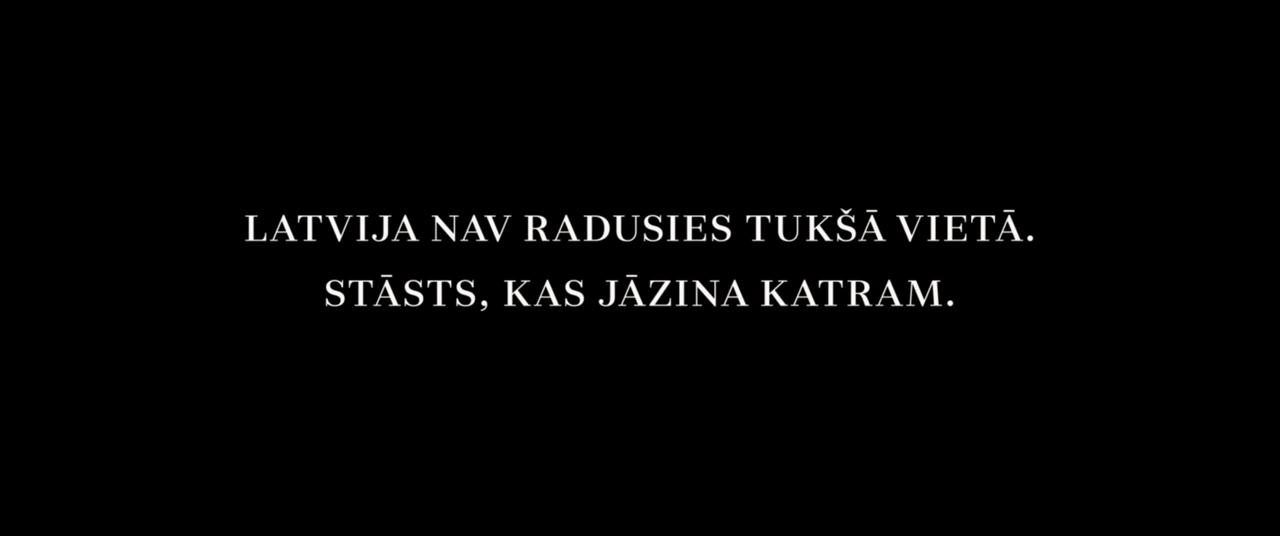 LATVIJA NAV RADUSIES TUKŠĀ VIETĀ.
STĀSTS, KAS JĀZINA KATRAM.